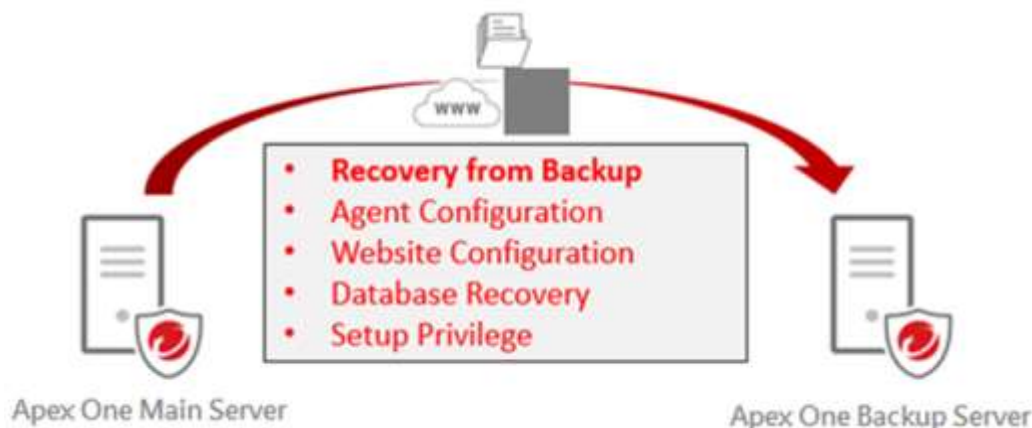 www
• Recovery from Backup
• Agent Configuration
• Website Configuration
• Database Recovery
• Setup Privilege
Apex One Main Server
Apex One Backup Server